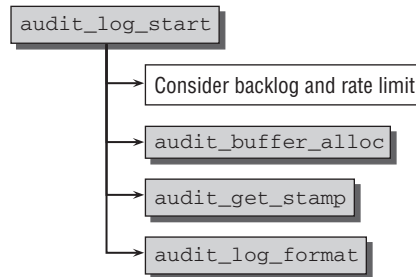 audit_log_start
Consider backlog and rate limit
audit_buffer_alloc
audit_get_stamp
audit_log_format